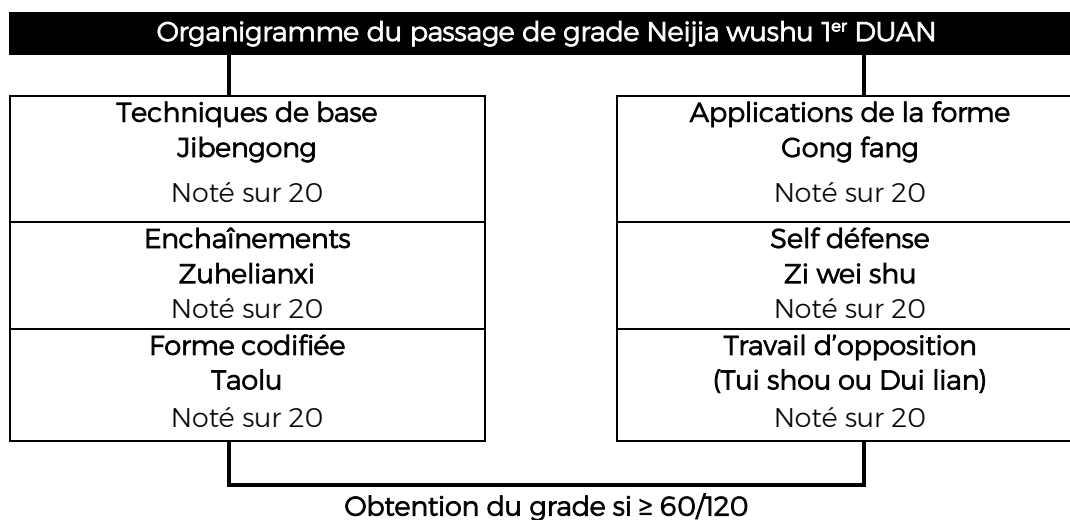 Organigramme du passage de grade Neijia wushu 1er DUAN
Techniques de base
Jibengong
Noté sur 20
Enchaînements
Zuhelianxi
Noté sur 20
Forme codifiée
Taolu
Noté sur 20
Applications de la forme
Gong fang
Noté sur 20
Self défense
Zi wei shu
Noté sur 20
Travail d’opposition
(Tui shou ou Dui lian)
Noté sur 20
Obtention du grade si ≥ 60/120